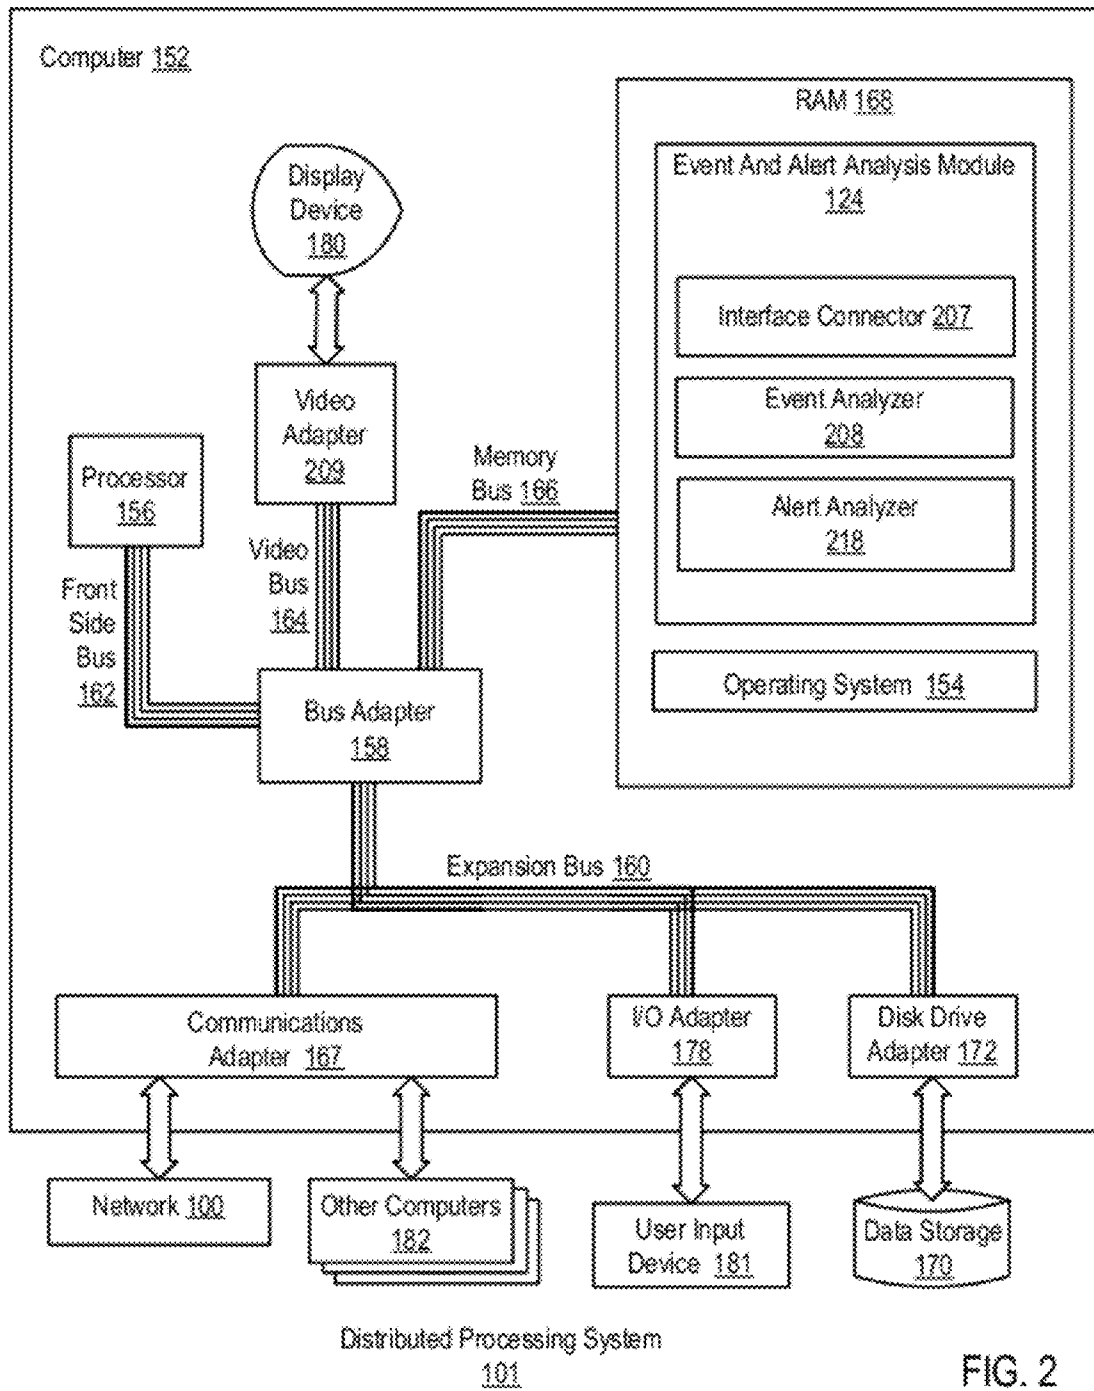 Computer 152
RAM 168
Event And Alert Analysis Module
124
Display
Device
180
Interface Connector 207
Video
Adapter
209
Event Analyzer
208
Processor
156
Memory
Bus 166
Alert Analyzer
218
Video
Bus
164
Front
Side
Bus
162
Operating System 154
Bus Adapter
158
Expansion Bus 160
Communications
Adapter 167
I/O Adapter
178
Disk Drive
Adapter 172
Network 100
Other Computers
182
User Input
Device 181
Data Storage
170
Distributed Processing System
101
FIG. 2